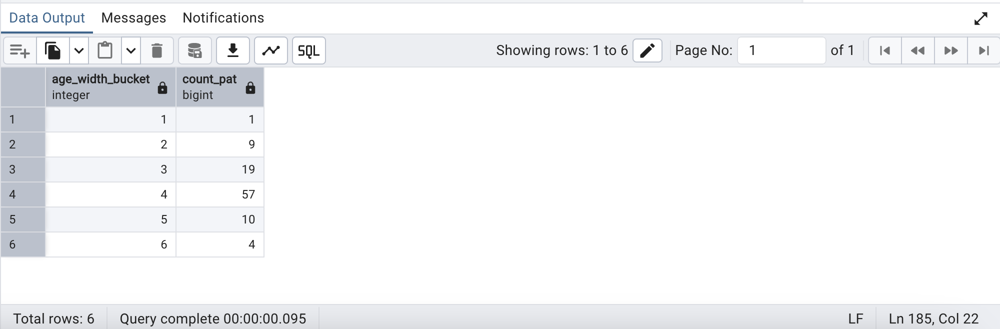 Data Output Messages Notifications
SQL Showing rows: 1 to 6 Page No: 1 of 1
age_width_bucket count_pat
integer bigint
1 1 1
2 2 9
3 3 19
4 4 57
5 5 10
6 6 4
Total rows: 6 Query complete 00:00:00.095 LF Ln 185, Col 22